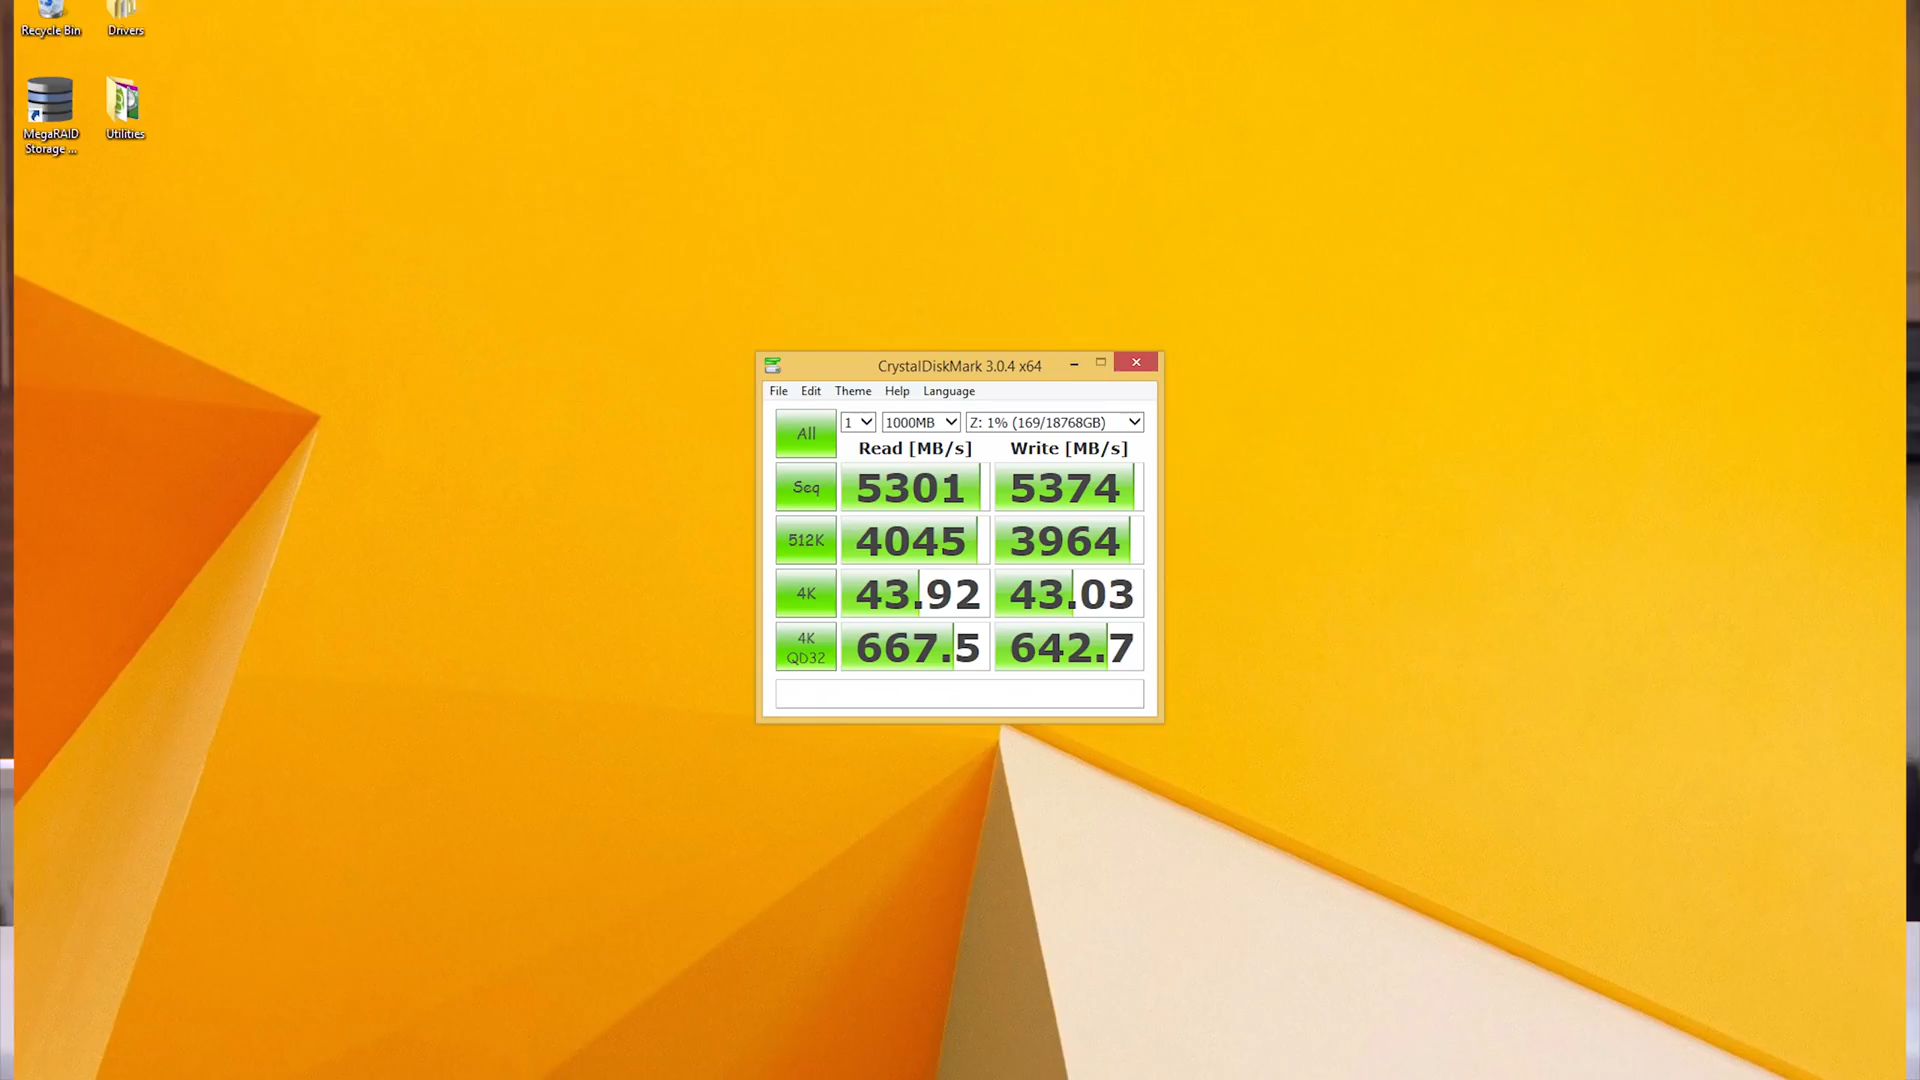 Recycle Bin
Drivers
MegaRAID
Storage ...
Utilities
CrystalDiskMark 3.0.4 x64
File Edit Theme Help Language
All 1 1000MB Z: 1% (169/18768GB)
Read [MB/s] Write [MB/s]
Seq 5301 5374
512K 4045 3964
4K 43.92 43.03
4K
QD32 667.5 642.7